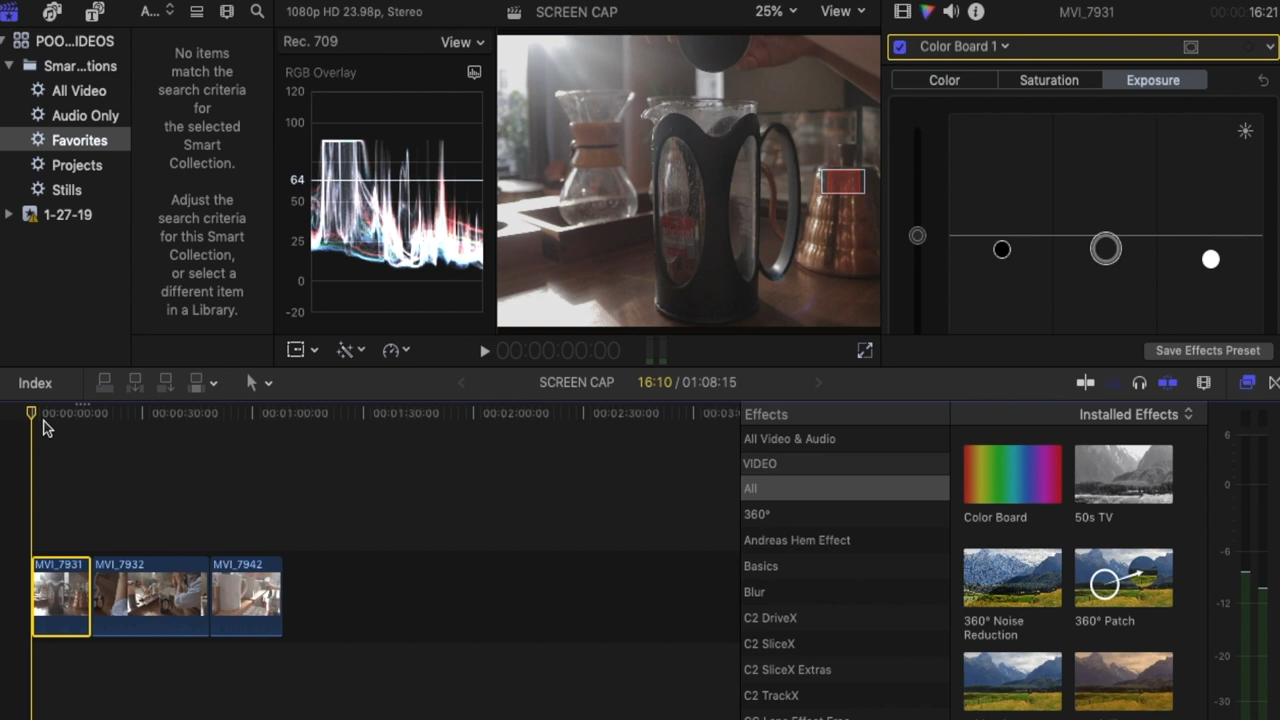 A...
1080p HD 23.98p, Stereo
SCREEN CAP
25%
View
MVI_7931
00:00:00 16:21
POO...IDEOS
Smar...tions
All Video
Audio Only
Favorites
Projects
Stills
1-27-19
No items
match the
search criteria
for
the selected
Smart
Collection.
Adjust the
search criteria
for this Smart
Collection,
or select a
different item
in a Library.
Rec. 709
View
RGB Overlay
120
100
64
50
25
0
-20
Color Board 1
Color
Saturation
Exposure
00:00:00:00
Save Effects Preset
Index
SCREEN CAP
16:10 / 01:08:15
00:00:00:00
00:00:30:00
00:01:00:00
00:01:30:00
00:02:00:00
00:02:30:00
00:03:
MVI_7931
MVI_7932
MVI_7942
Effects
Installed Effects
All Video & Audio
VIDEO
All
360°
Andreas Hem Effect
Basics
Blur
C2 DriveX
C2 SliceX
C2 SliceX Extras
C2 TrackX
Color Board
50s TV
360° Noise
Reduction
360° Patch
6
0
-6
-12
-20
-30